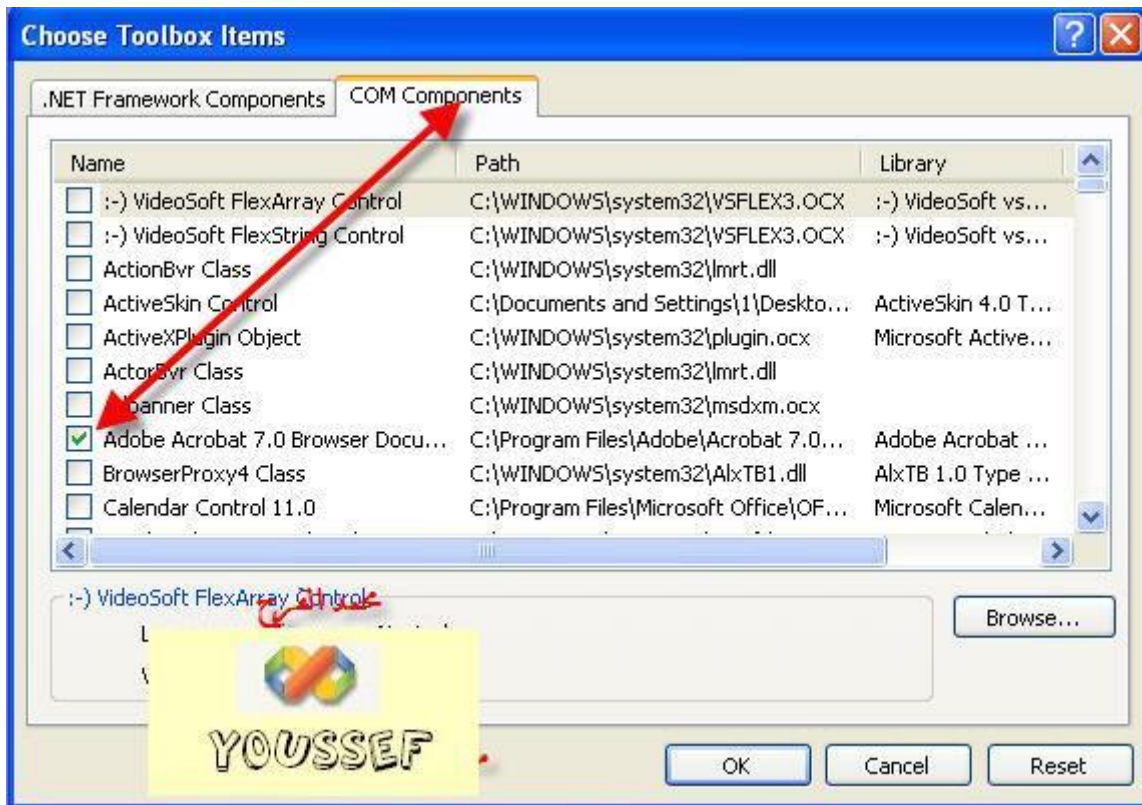 Choose Toolbox Items
.NET Framework Components COM Components
Name Path Library
:-) VideoSoft FlexArray Control C:\WINDOWS\system32\VSFLEX3.OCX :-) VideoSoft vs...
:-) VideoSoft FlexString Control C:\WINDOWS\system32\VSFLEX3.OCX :-) VideoSoft vs...
ActionBvr Class C:\WINDOWS\system32\lmrt.dll
ActiveSkin Control C:\Documents and Settings\1\Deskto... ActiveSkin 4.0 T...
ActiveXPlugin Object C:\WINDOWS\system32\plugin.ocx Microsoft Active...
ActorBvr Class C:\WINDOWS\system32\lmrt.dll
Class C:\WINDOWS\system32\msdxm.ocx
Adobe Acrobat 7.0 Browser Docu... C:\Program Files\Adobe\Acrobat 7.0... Adobe Acrobat ...
BrowserProxy4 Class C:\WINDOWS\system32\AlxTB1.dll AlxTB 1.0 Type ...
Calendar Control 11.0 C:\Program Files\Microsoft Office\OF... Microsoft Calen...
:-) VideoSoft FlexArray Control
Browse...
YOUSSEF
OK Cancel Reset